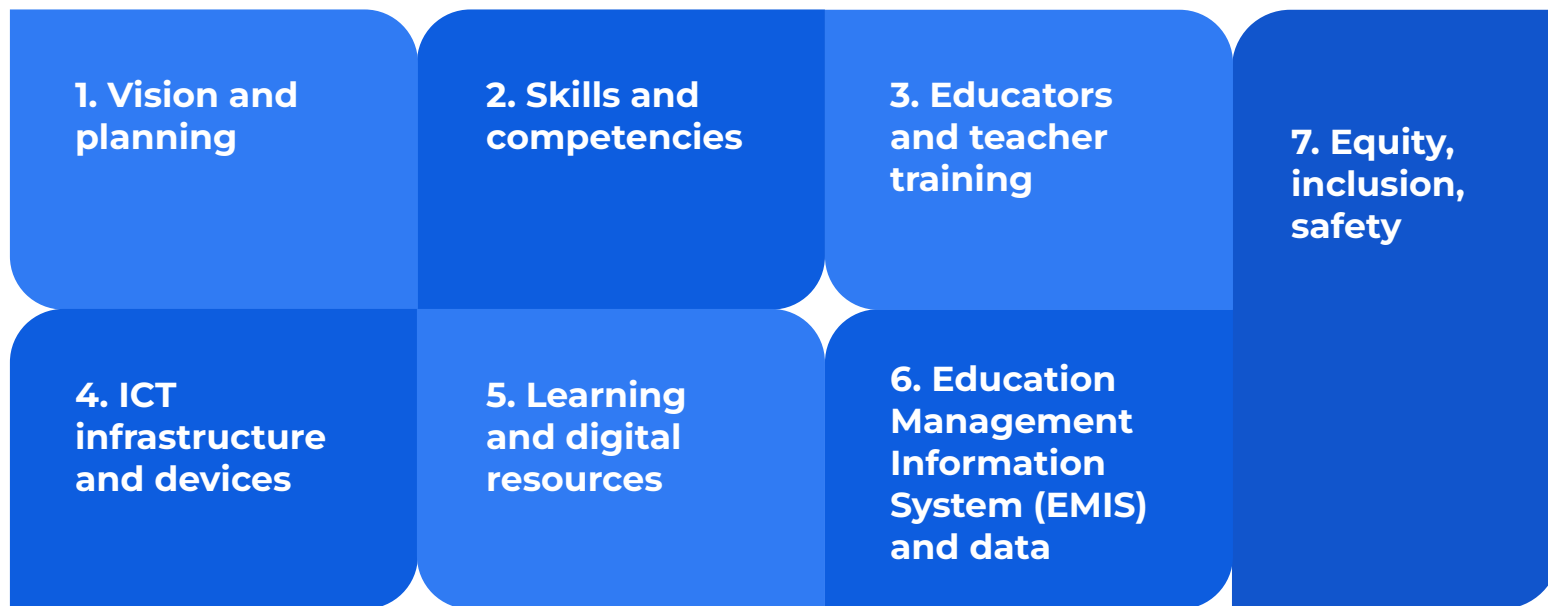 1. Vision and
planning
2. Skills and
competencies
3. Educators
and teacher
training
4. ICT
infrastructure
and devices
5. Learning
and digital
resources
6. Education
Management
Information
System (EMIS)
and data
7. Equity,
inclusion,
safety